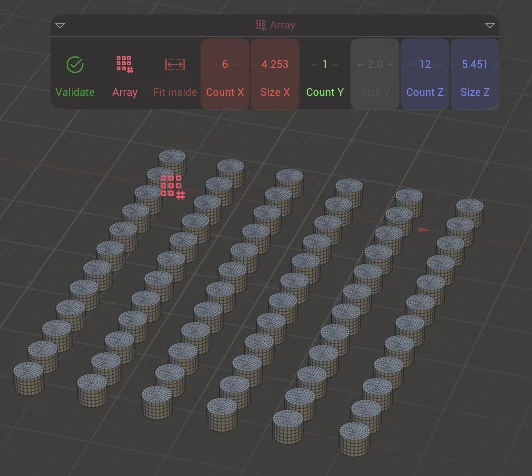 Array
6 4.253 1 2.0 12 5.451
Validate Array Fit inside Count X Size X Count Y Size Y Count Z Size Z